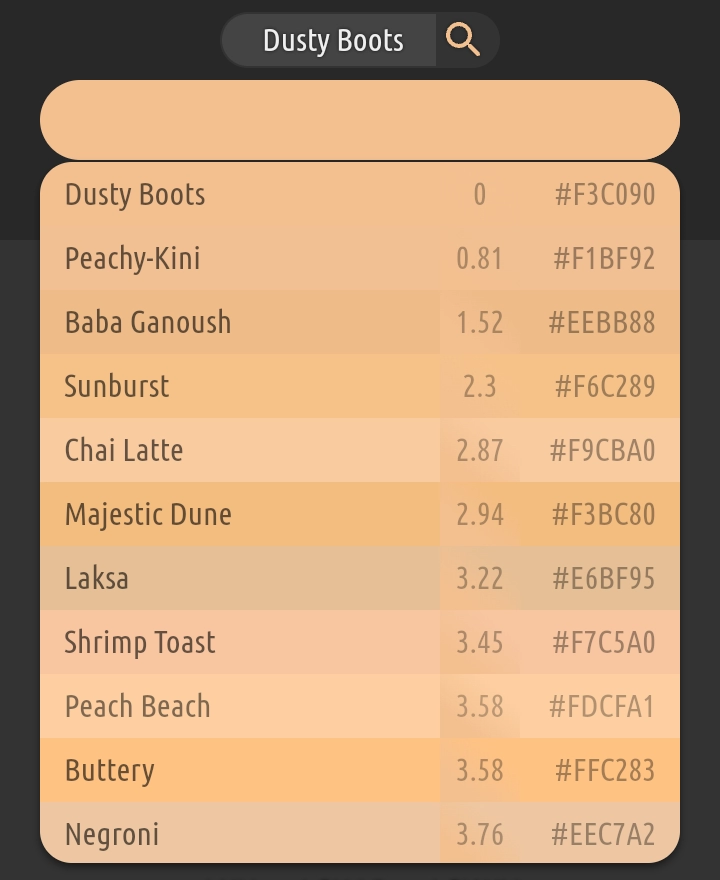 Dusty Boots
Dusty Boots 0 #F3C090
Peachy-Kini 0.81 #F1BF92
Baba Ganoush 1.52 #EEBB88
Sunburst 2.3 #F6C289
Chai Latte 2.87 #F9CBA0
Majestic Dune 2.94 #F3BC80
Laksa 3.22 #E6BF95
Shrimp Toast 3.45 #F7C5A0
Peach Beach 3.58 #FDCFA1
Buttery 3.58 #FFC283
Negroni 3.76 #EEC7A2